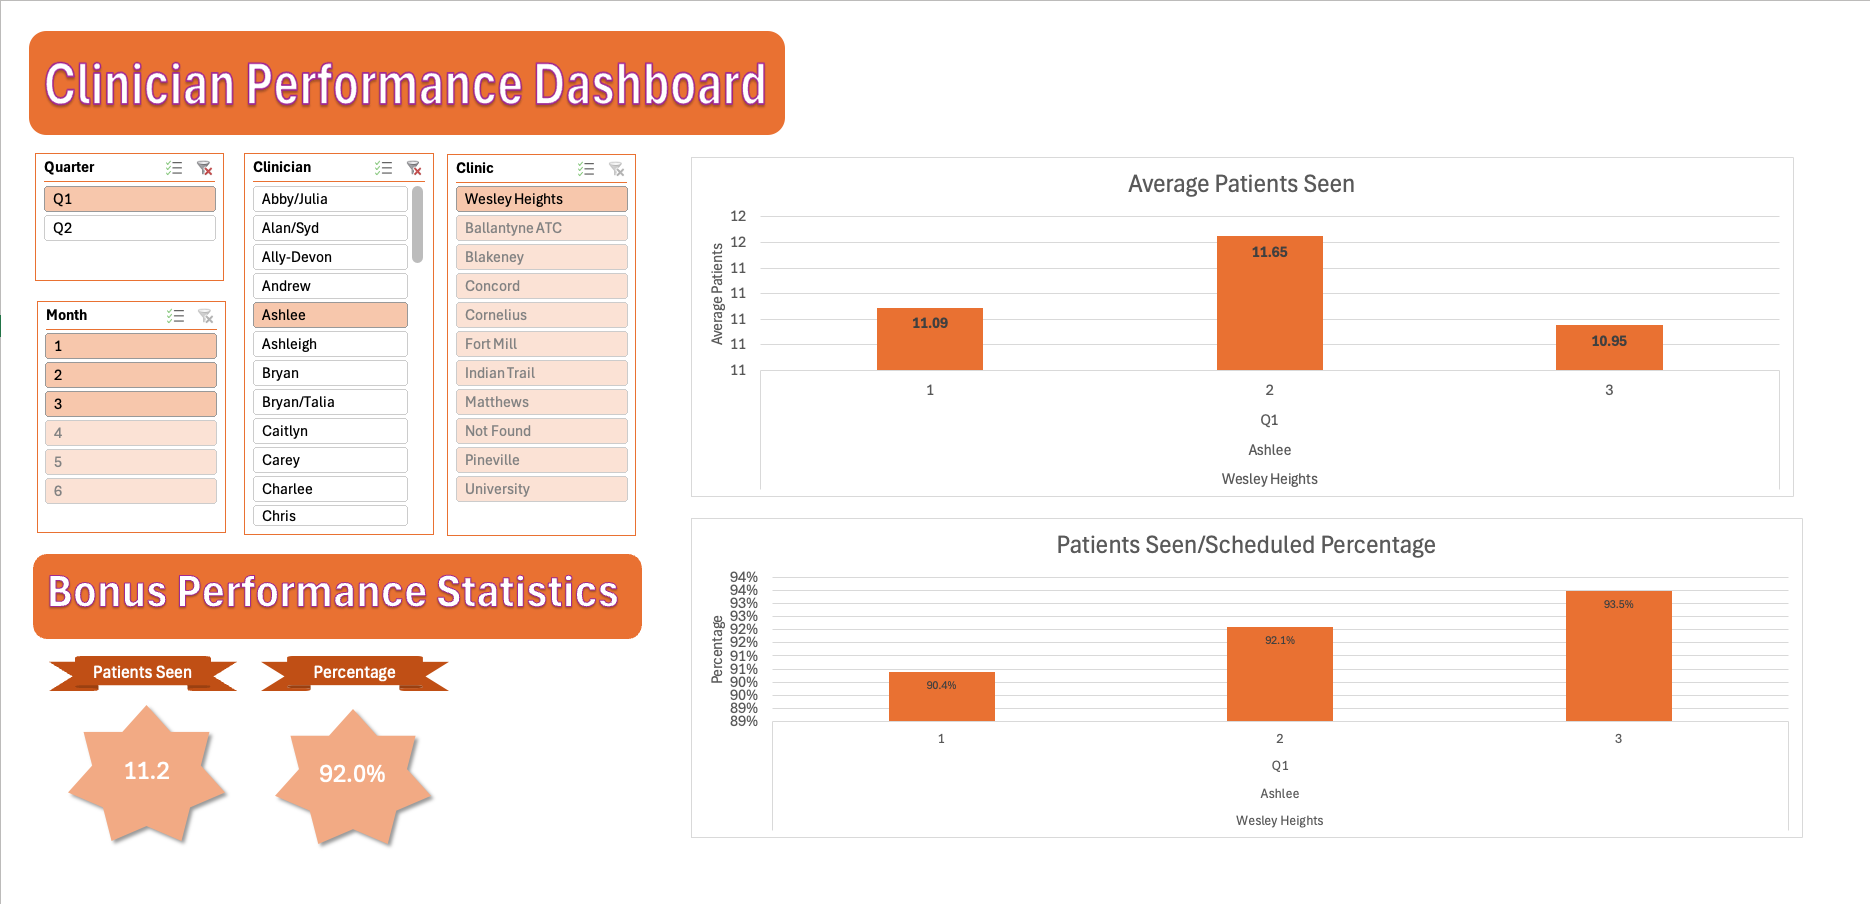 Clinician Performance Dashboard
Quarter
Q1
Q2
Month
1
2
3
4
5
6
Clinician
Abby/Julia
Alan/Syd
Ally-Devon
Andrew
Ashlee
Ashleigh
Bryan
Bryan/Talia
Caitlyn
Carey
Charlee
Chris
Clinic
Wesley Heights
Ballantyne ATC
Blakeney
Concord
Cornelius
Fort Mill
Indian Trail
Matthews
Not Found
Pineville
University
Bonus Performance Statistics
Patients Seen
Percentage
11.2
92.0%
Average Patients Seen
Average Patients
12
12
11
11
11
11
11
11.09
11.65
10.95
1
2
3
Q1
Ashlee
Wesley Heights
Patients Seen/Scheduled Percentage
Percentage
94%
94%
93%
93%
92%
92%
91%
91%
90%
90%
89%
89%
90.4%
92.1%
93.5%
1
2
3
Q1
Ashlee
Wesley Heights